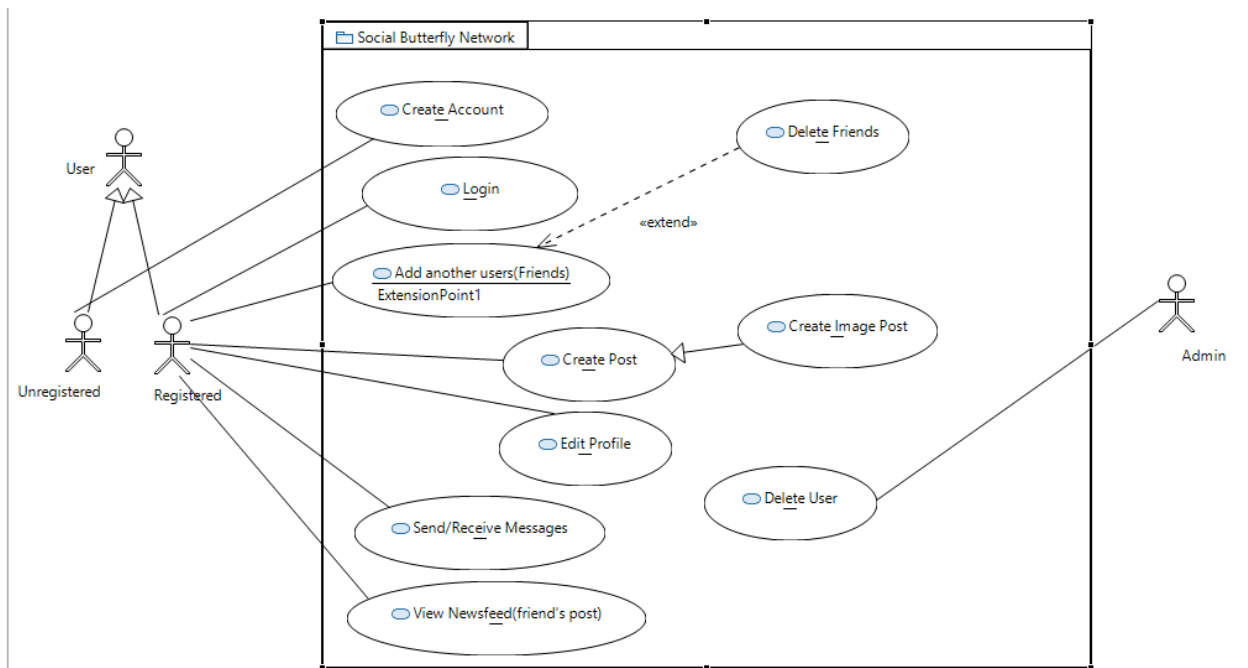 Social Butterfly Network
Create Account
Delete Friends
User
Login
«extend»
Add another users(Friends)
ExtensionPoint1
Create Image Post
Create Post
Admin
Unregistered
Registered
Edit Profile
Delete User
Send/Receive Messages
View Newsfeed(friend's post)